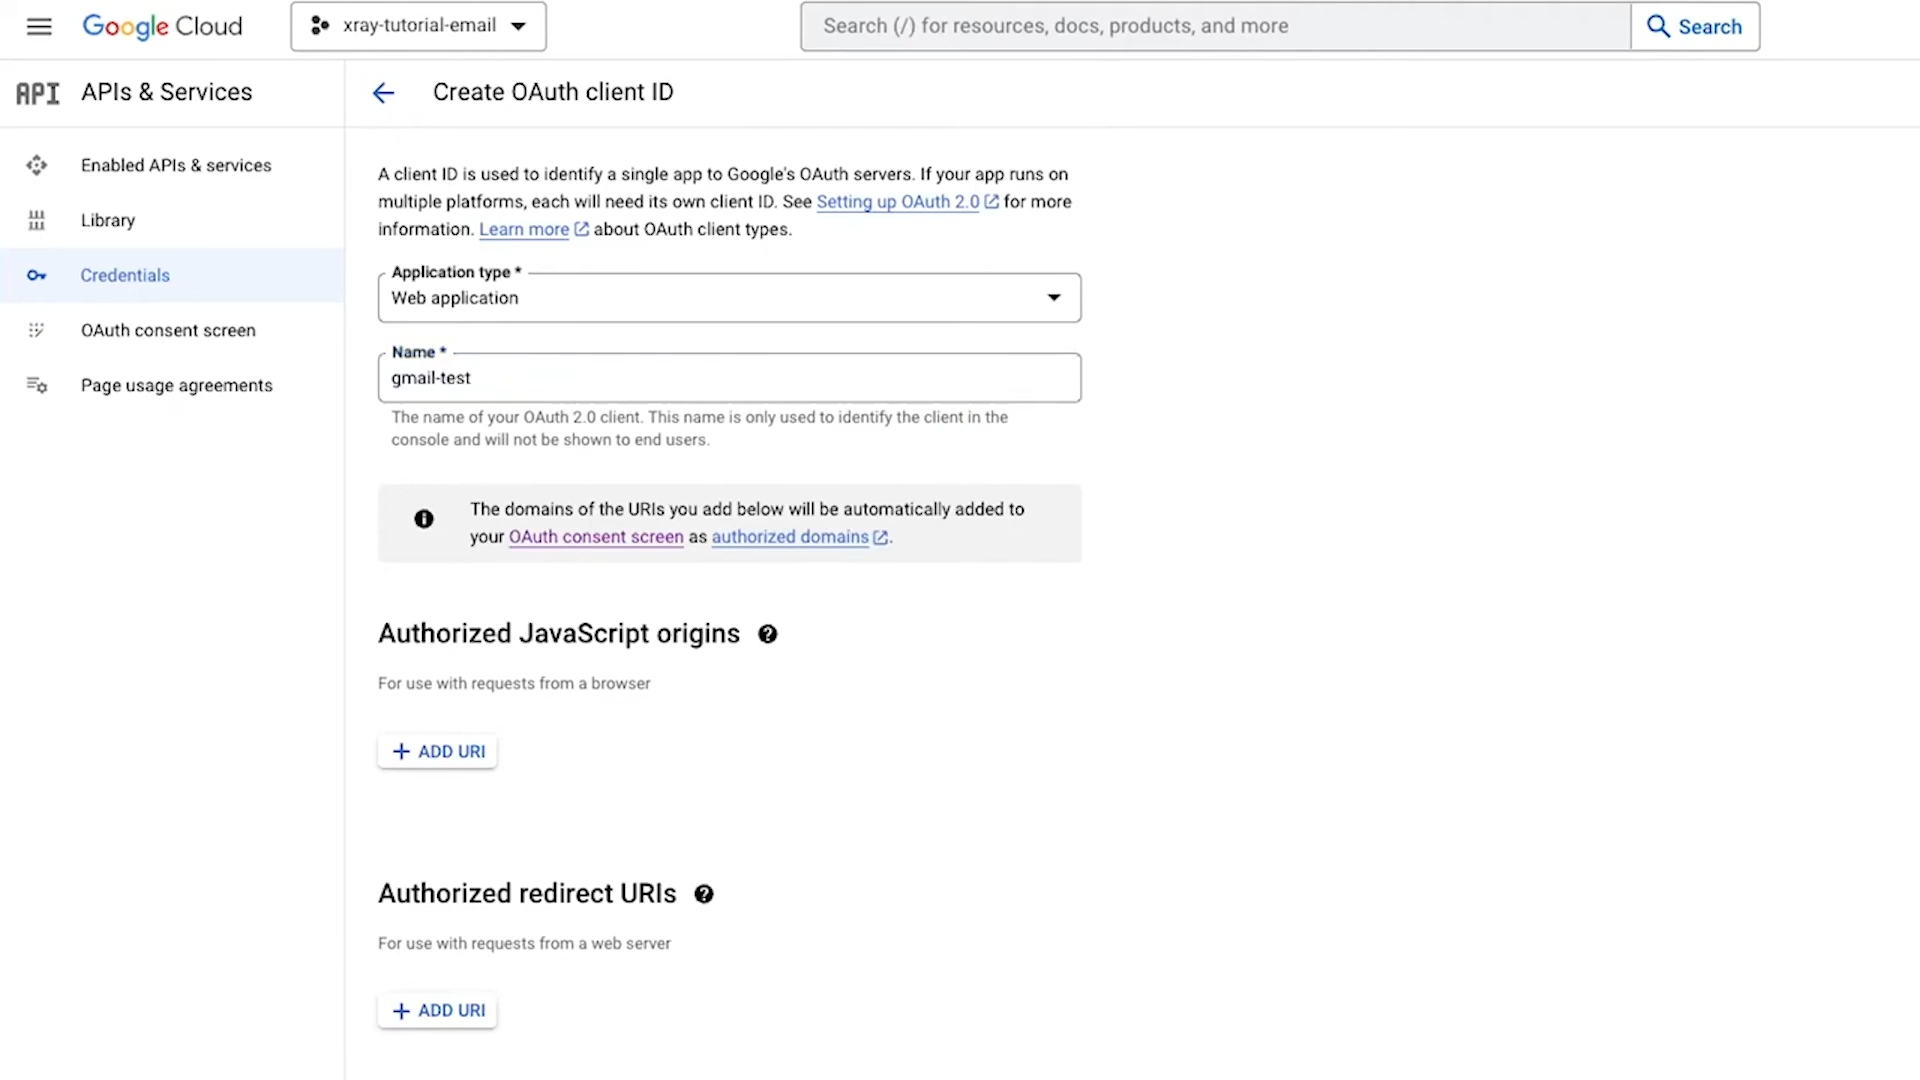 Google Cloud
xray-tutorial-email
Search (/) for resources, docs, products, and more
Search
API APIs & Services
Create OAuth client ID
Enabled APIs & services
Library
Credentials
OAuth consent screen
Page usage agreements
A client ID is used to identify a single app to Google's OAuth servers. If your app runs on
multiple platforms, each will need its own client ID. See Setting up OAuth 2.0 for more
information. Learn more about OAuth client types.
Application type *
Web application
Name *
gmail-test
The name of your OAuth 2.0 client. This name is only used to identify the client in the
console and will not be shown to end users.
The domains of the URIs you add below will be automatically added to
your OAuth consent screen as authorized domains.
Authorized JavaScript origins
For use with requests from a browser
+ ADD URI
Authorized redirect URIs
For use with requests from a web server
+ ADD URI